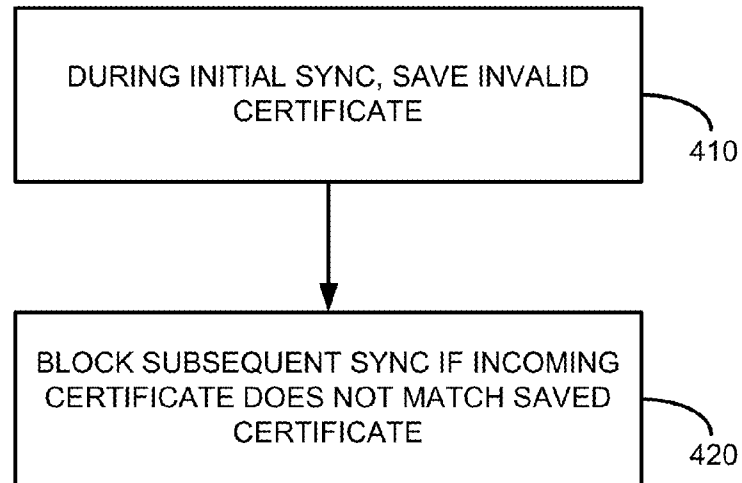 DURING INITIAL SYNC, SAVE INVALID
CERTIFICATE
410
BLOCK SUBSEQUENT SYNC IF INCOMING
CERTIFICATE DOES NOT MATCH SAVED
CERTIFICATE
420